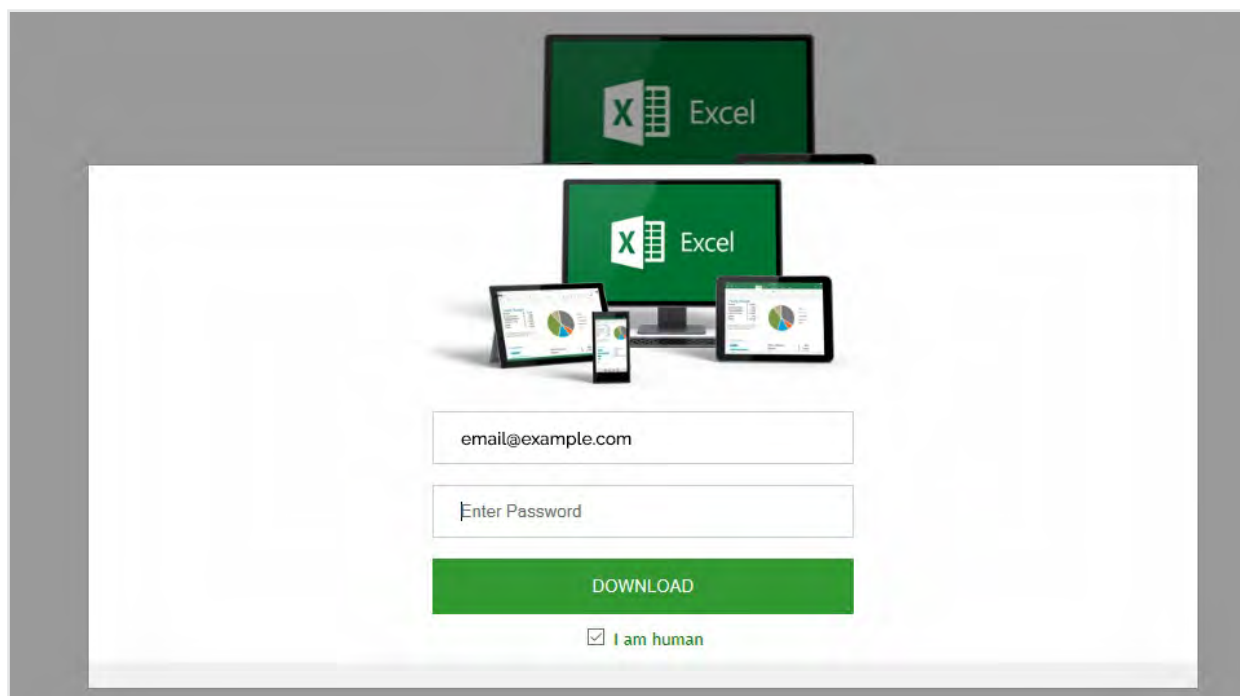 X Excel
X Excel
email@example.com
Enter Password
DOWNLOAD
I am human